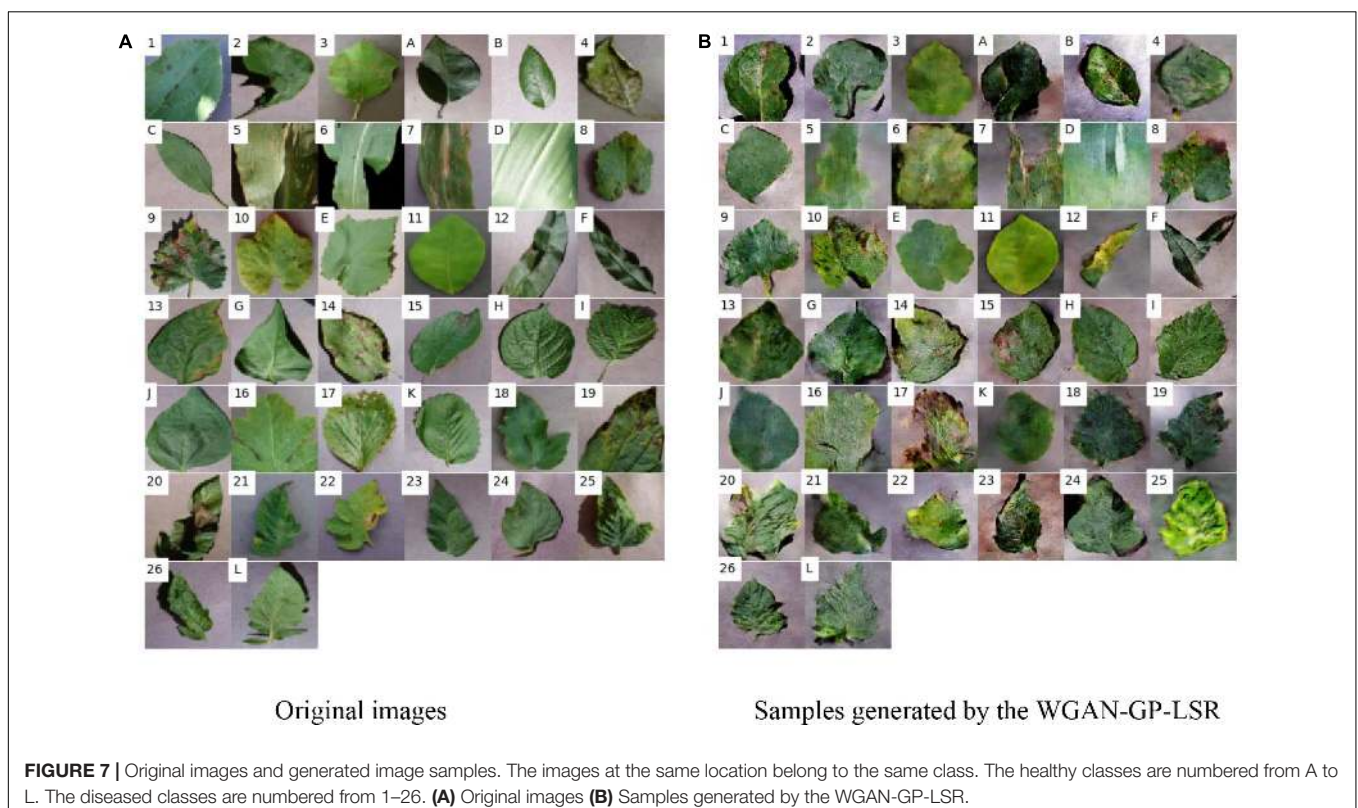 A
B
1 2 3 A B 4
1 2 3 A B 4
C 5 6 7 D 8
C 5 6 7 D 8
9 10 E 11 12 F
9 10 E 11 12 F
13 G 14 15 H I
13 G 14 15 H I
J 16 17 K 18 19
J 16 17 K 18 19
20 21 22 23 24 25
20 21 22 23 24 25
26 L
26 L
Original images
Samples generated by the WGAN-GP-LSR
FIGURE 7 | Original images and generated image samples. The images at the same location belong to the same class. The healthy classes are numbered from A to
L. The diseased classes are numbered from 1–26. (A) Original images (B) Samples generated by the WGAN-GP-LSR.